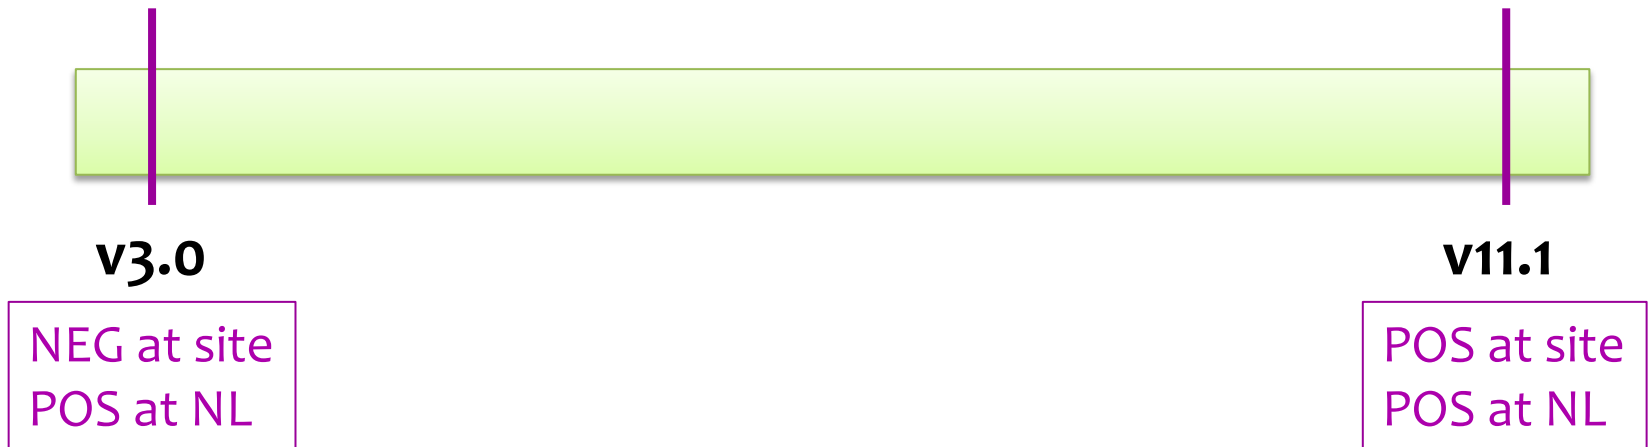 v3.0
v11.1
NEG at site
POS at NL
POS at site
POS at NL